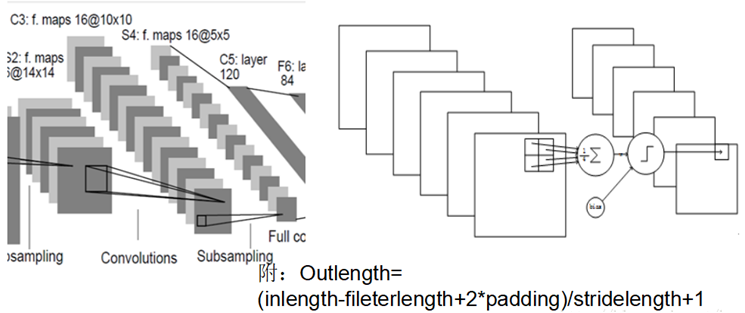 C3: f. maps 16@10x10
S4: f. maps 16@5x5
S2: f. maps
6@14x14
C5: layer
120
F6: la
84
bsampling
Convolutions
Subsampling
Full co
÷Σ
bias
附：Outlength=
(inlength-fileterlength+2*padding)/stridelength+1